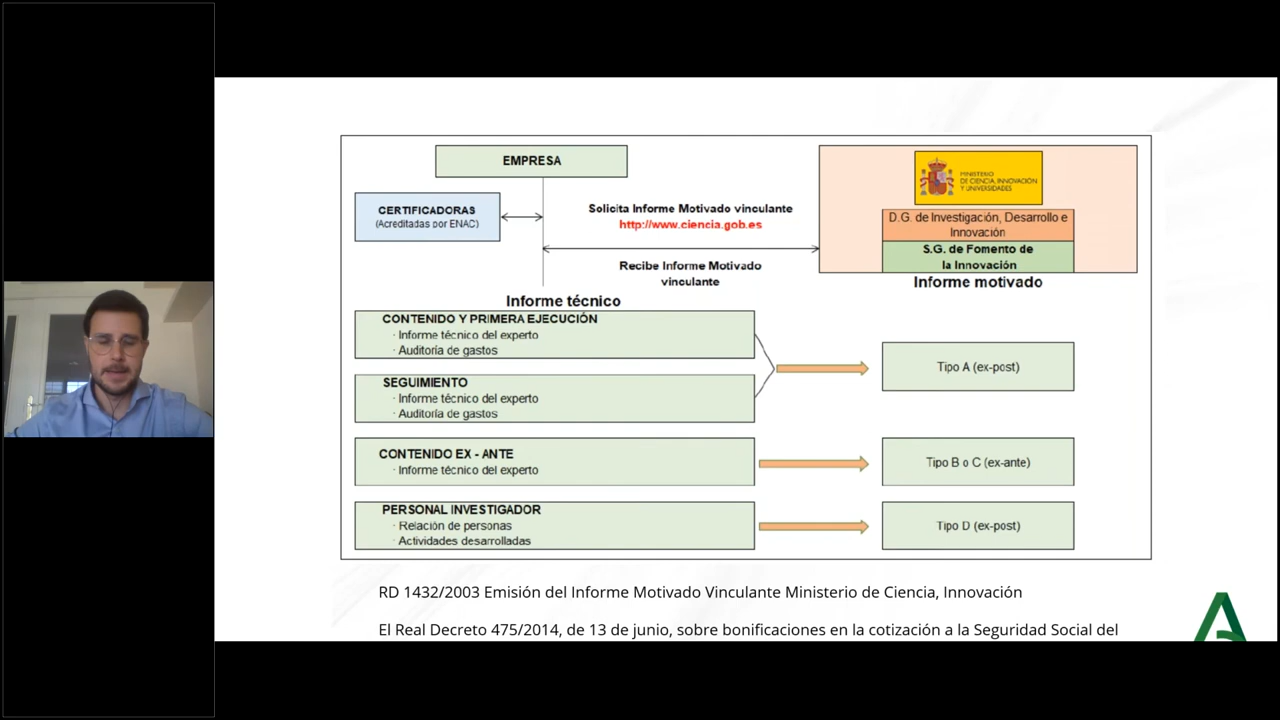 EMPRESA
CERTIFICADORAS
(Acreditadas por ENAC)
Solicita Informe Motivado vinculante
http://www.ciencia.gob.es
Recibe Informe Motivado
vinculante
MINISTERIO
DE CIENCIA, INNOVACIÓN
Y UNIVERSIDADES
D.G. de Investigación, Desarrollo e
Innovación
S.G. de Fomento de
la Innovación
Informe motivado
Informe técnico
CONTENIDO Y PRIMERA EJECUCIÓN
· Informe técnico del experto
· Auditoría de gastos
SEGUIMIENTO
· Informe técnico del experto
· Auditoría de gastos
Tipo A (ex-post)
CONTENIDO EX - ANTE
· Informe técnico del experto
Tipo B o C (ex-ante)
PERSONAL INVESTIGADOR
· Relación de personas
· Actividades desarrolladas
Tipo D (ex-post)
RD 1432/2003 Emisión del Informe Motivado Vinculante Ministerio de Ciencia, Innovación
El Real Decreto 475/2014, de 13 de junio, sobre bonificaciones en la cotización a la Seguridad Social del